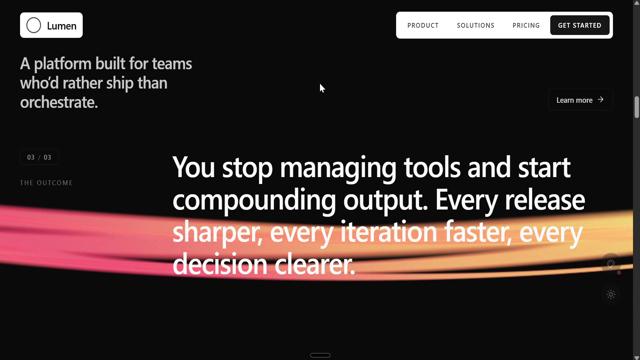 Lumen
PRODUCT
SOLUTIONS
PRICING
GET STARTED
A platform built for teams
who'd rather ship than
orchestrate.
Learn more →
03 / 03
THE OUTCOME
You stop managing tools and start
compounding output. Every release
sharper, every iteration faster, every
decision clearer.